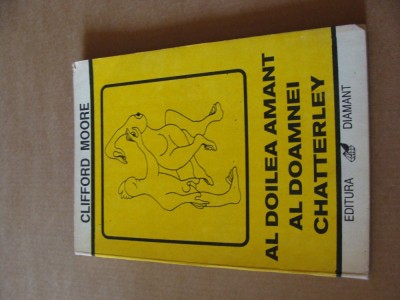 CLIFFORD MOORE
AL DOILEA AMANT
AL DOAMNEI
CHATTERLEY
EDITURA DIAMANT